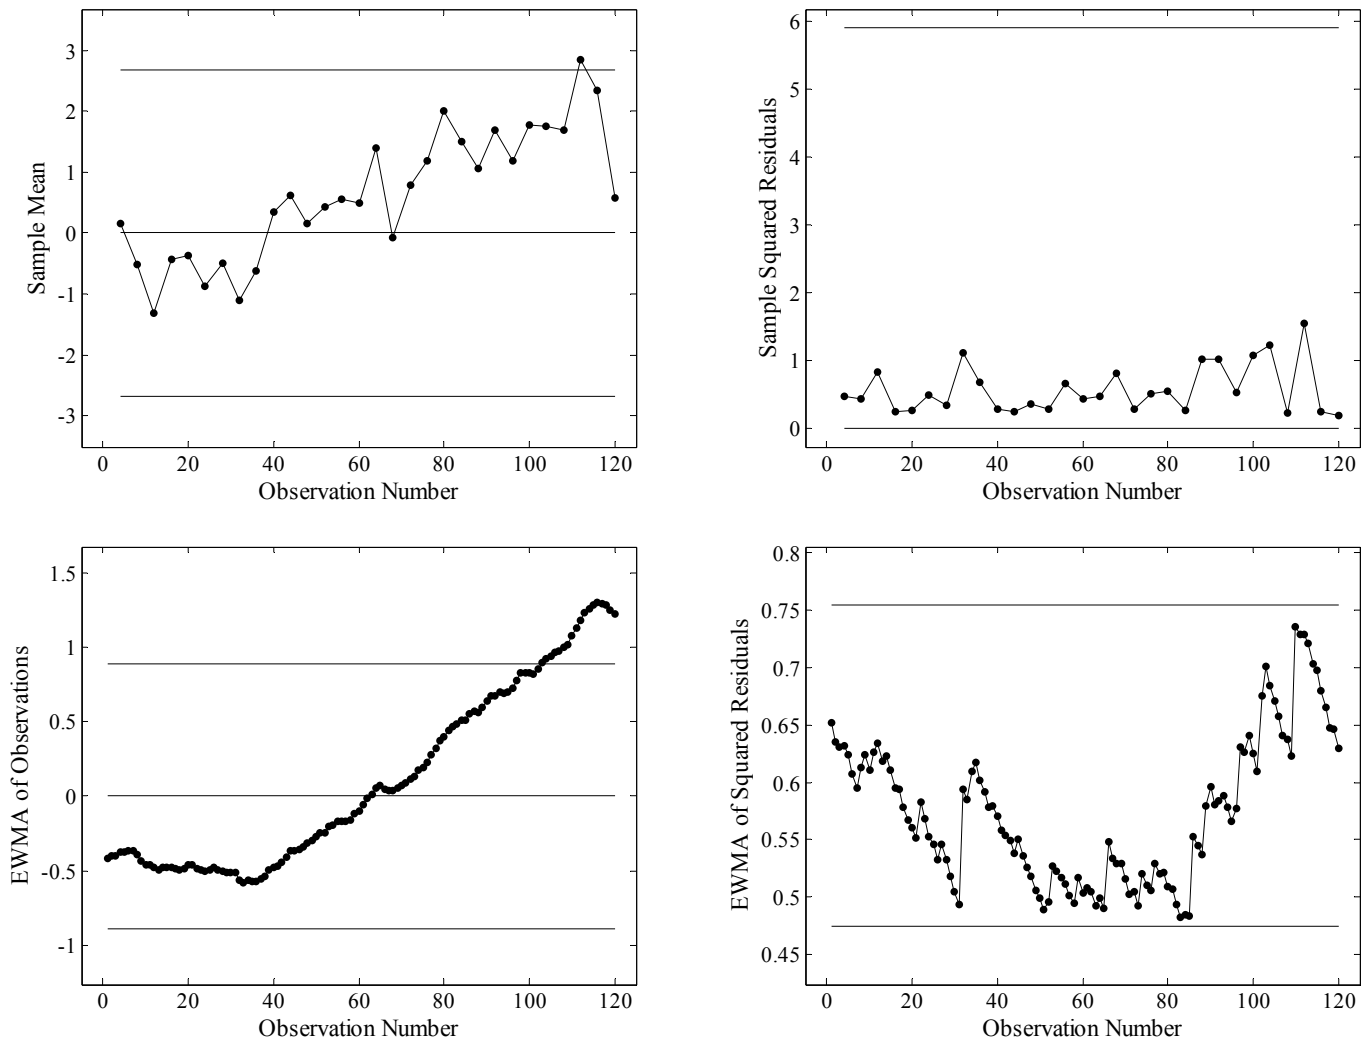 3
2
1
0
-1
-2
-3
0 20 40 60 80 100 120
Sample Mean
Observation Number
6
5
4
3
2
1
0
0 20 40 60 80 100 120
Sample Squared Residuals
Observation Number
1.5
1
0.5
0
-0.5
-1
0 20 40 60 80 100 120
EWMA of Observations
Observation Number
0.8
0.75
0.7
0.65
0.6
0.55
0.5
0.45
0 20 40 60 80 100 120
EWMA of Squared Residuals
Observation Number